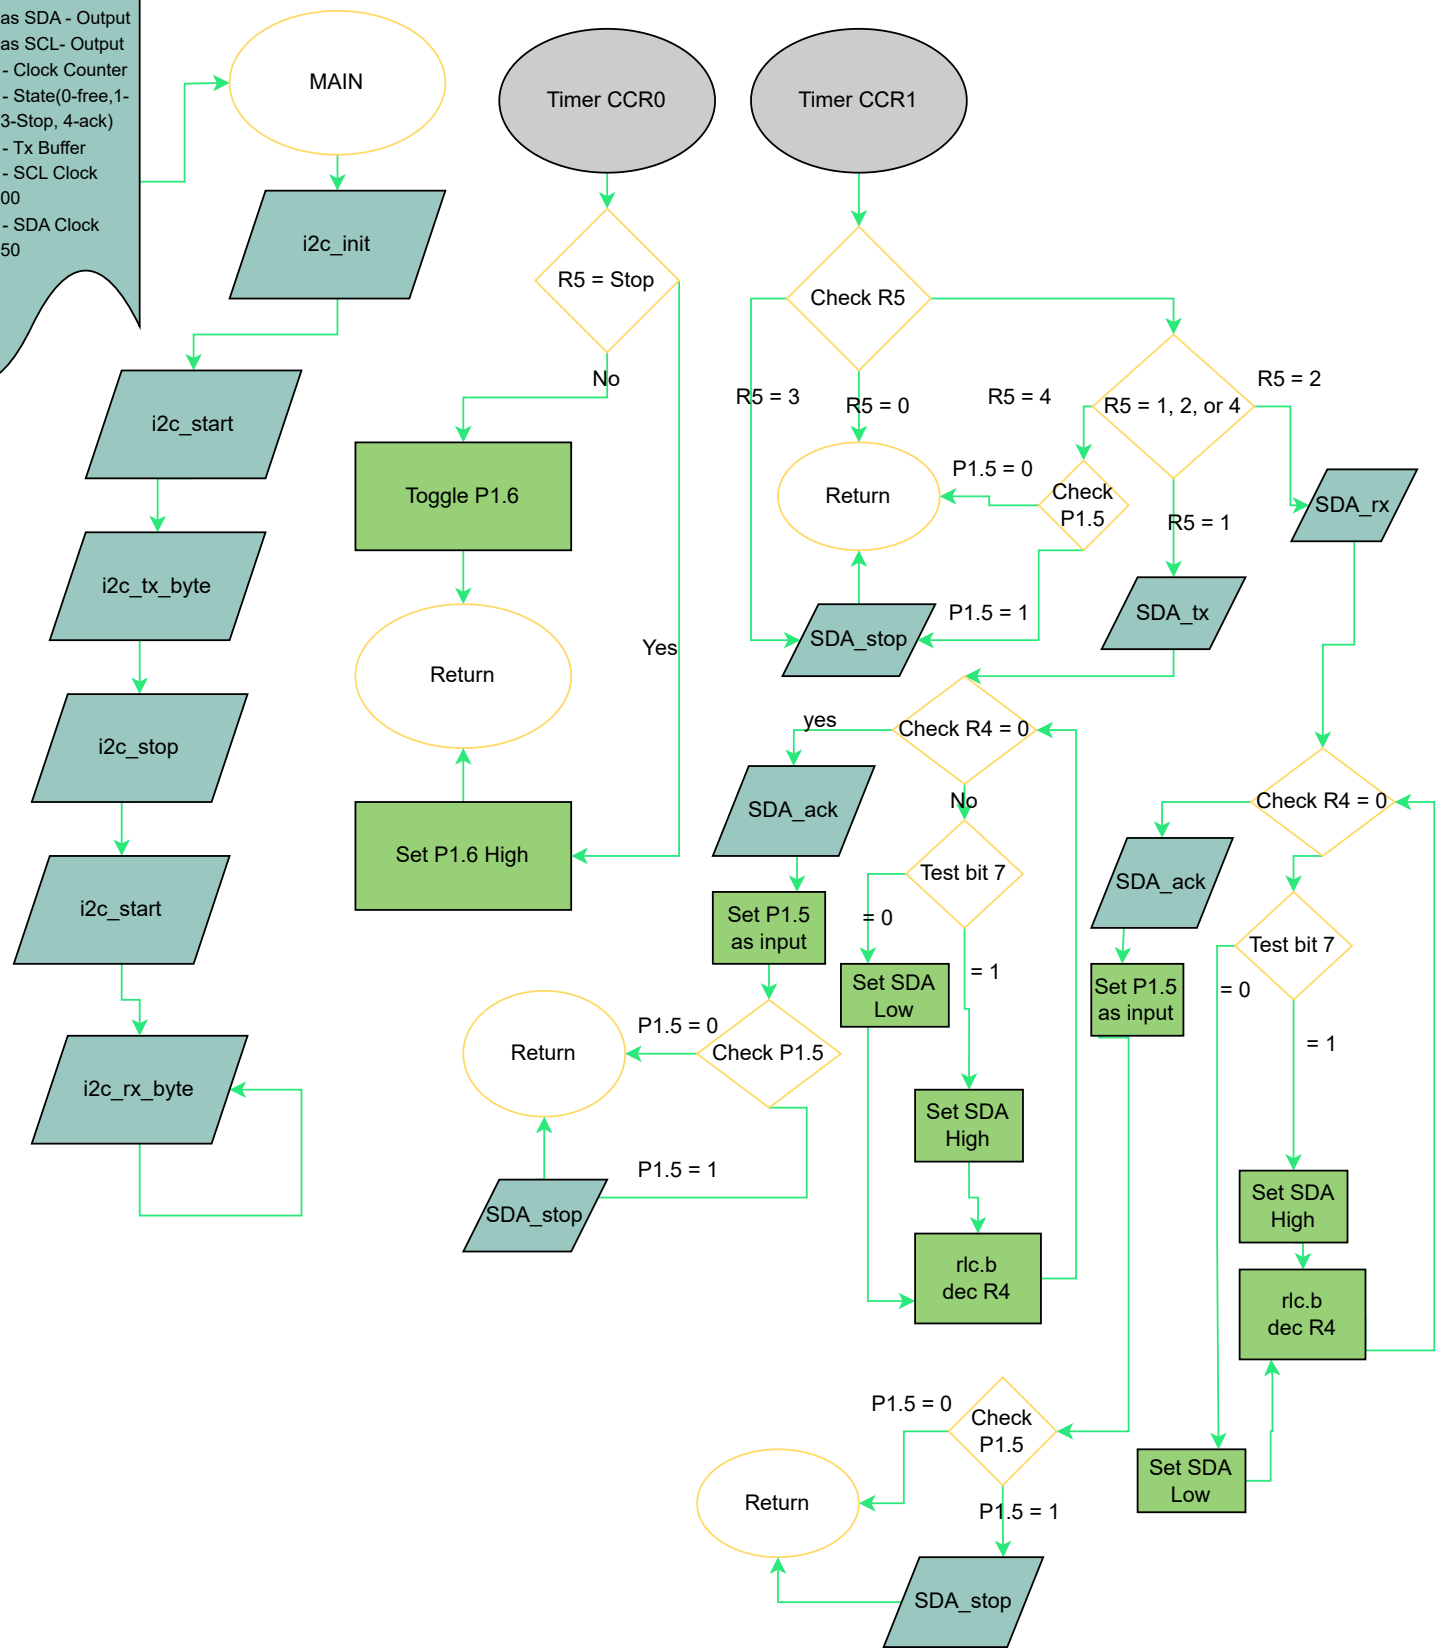 as SDA - Output
as SCL- Output
- Clock Counter
- State(0-free,1-
3-Stop, 4-ack)
- Tx Buffer
- SCL Clock
00
- SDA Clock
50
MAIN
i2c_init
i2c_start
i2c_tx_byte
i2c_stop
i2c_start
i2c_rx_byte
Timer CCR0
R5 = Stop
No
Toggle P1.6
Return
Yes
Set P1.6 High
Timer CCR1
Check R5
R5 = 3
R5 = 0
R5 = 4
R5 = 1, 2, or 4
R5 = 2
Return
P1.5 = 0
Check
P1.5
R5 = 1
SDA_rx
SDA_stop
P1.5 = 1
SDA_tx
yes
Check R4 = 0
SDA_ack
No
Test bit 7
Set P1.5
as input
= 0
= 1
Set SDA
Low
Return
P1.5 = 0
Check P1.5
P1.5 = 1
SDA_stop
Set SDA
High
rlc.b
dec R4
Check R4 = 0
SDA_ack
Test bit 7
Set P1.5
as input
= 0
= 1
Set SDA
High
rlc.b
dec R4
Set SDA
Low
P1.5 = 0
Check
P1.5
Return
P1.5 = 1
SDA_stop